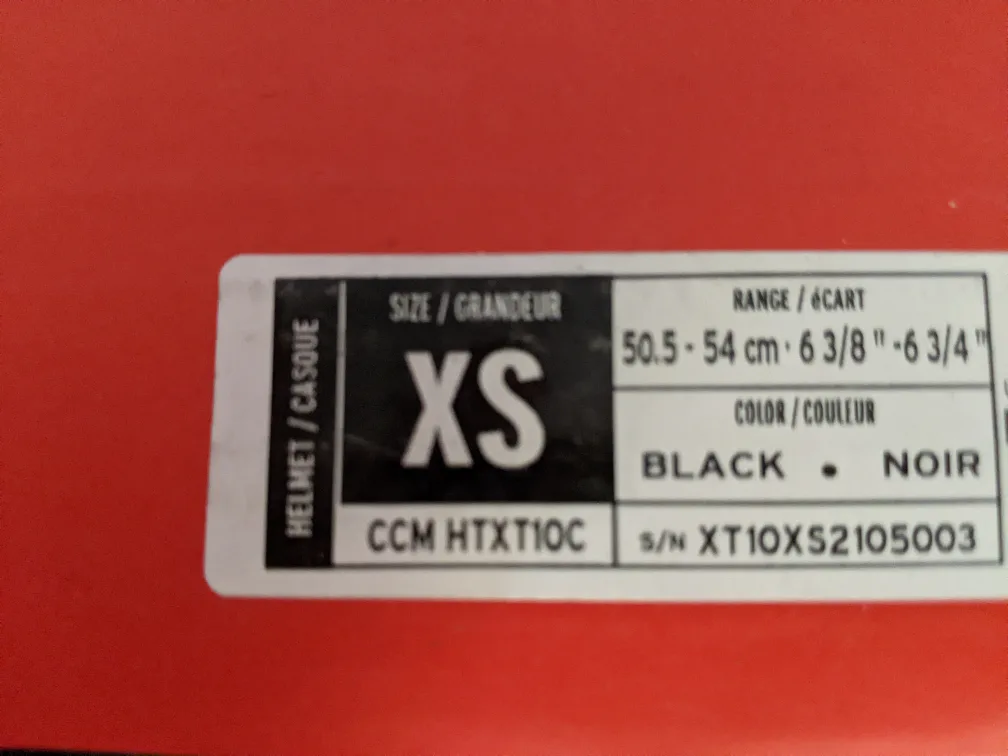 HELMET / CASQUE
SIZE / GRANDEUR
XS
CCM HTXT10C
RANGE / éCART
50.5 - 54 cm · 6 3/8 " -6 3/4 "
COLOR / COULEUR
BLACK • NOIR
S/N XT10XS2105003